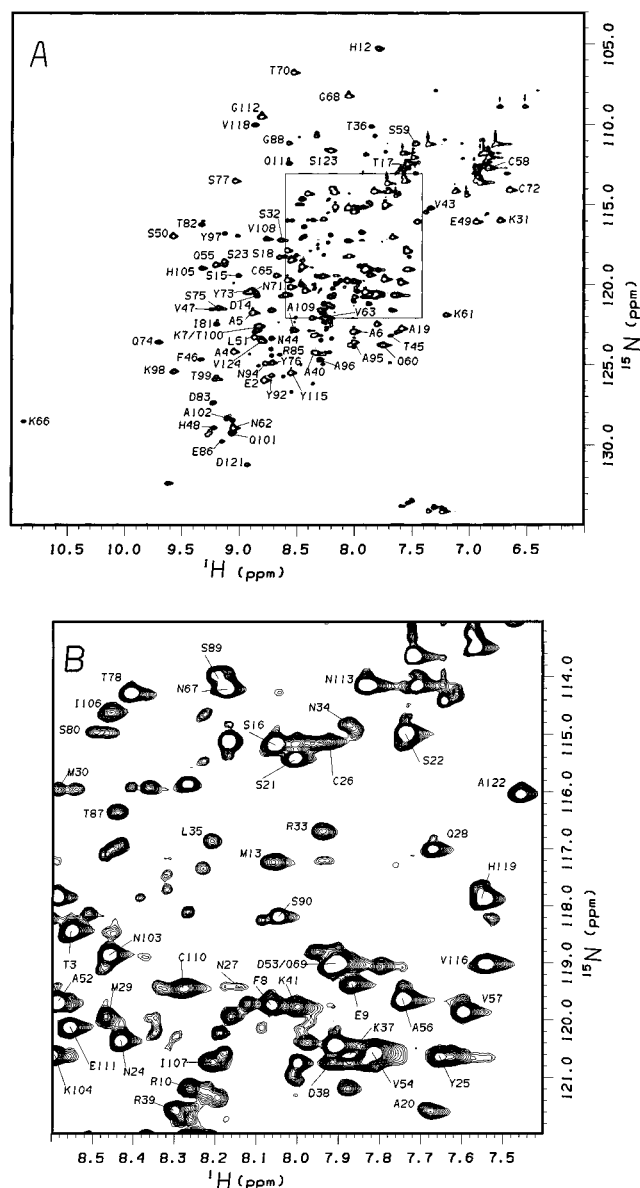 A
H12
T70
G68
G112
V118
T36
S59
G88
Q11
S123
T17
C58
S77
C72
V43
T82
S32
E49
K31
S50
Y97
V108
Q55
S23
S18
H105
S15
C65
Y73
N71
S75
D14
A109
V63
V47
A5
K61
I81
K7/T100
N44
A6
A19
Q74
L51
T45
A4
R85
F46
V124
Y76
A40
A96
A95
Q60
K98
N94
T99
E2
Y92
Y115
D83
A102
N62
K66
H48
Q101
E86
D121
105.0
110.0
115.0
120.0
125.0
130.0
15N (ppm)
10.5 10.0 9.5 9.0 8.5 8.0 7.5 7.0 6.5
1H (ppm)
B
S89
T78
N67
N113
I106
N34
S16
S80
S22
S21
C26
M30
A122
T87
R33
L35
Q28
M13
H119
S90
N103
T3
C110
N27
D53/Q69
V116
A52
M29
F8
K41
E9
V57
K37
A56
E111
N24
I107
K104
R10
D38
V54
Y25
R39
A20
114.0
115.0
116.0
117.0
118.0
119.0
120.0
121.0
15N (ppm)
8.5 8.4 8.3 8.2 8.1 8.0 7.9 7.8 7.7 7.6 7.5
1H (ppm)